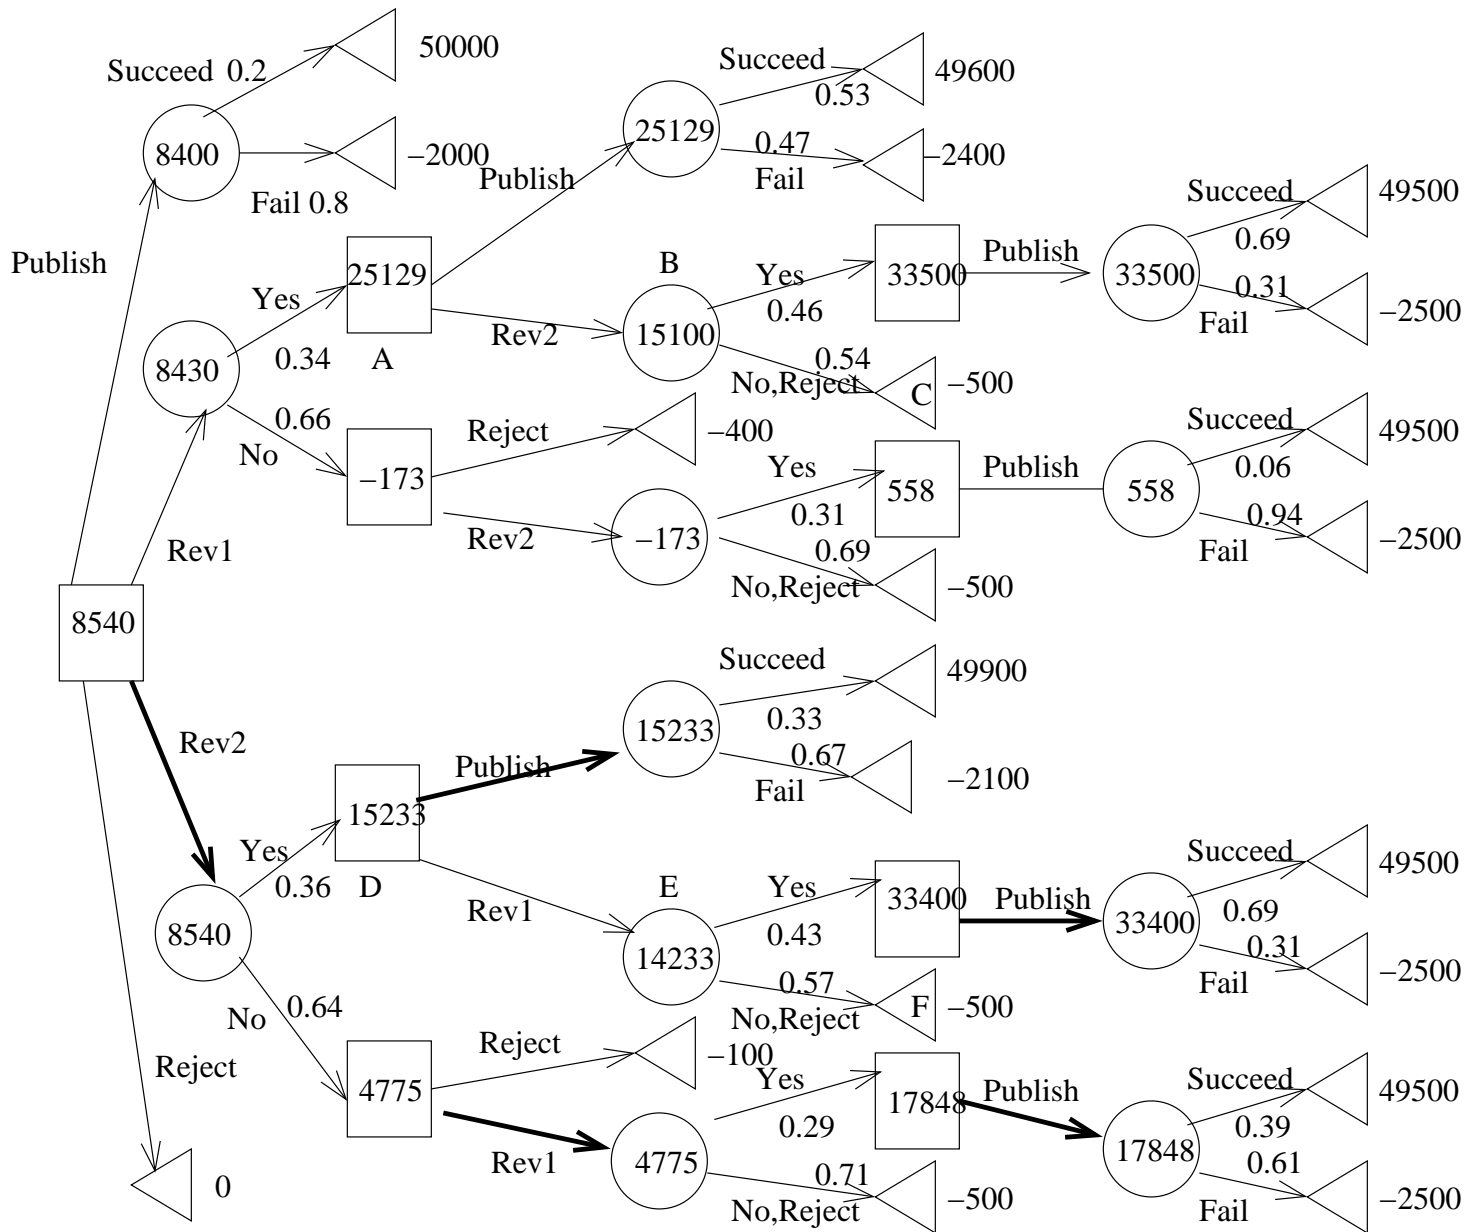 50000
Succeed 0.2
8400
−2000
Fail 0.8
Publish
Succeed
49600
0.53
25129
0.47
−2400
Fail
Publish
25129
A
Yes
0.34
8430
0.66
No
Rev1
Rev2
B
15100
Yes
0.46
33500
Publish
33500
Succeed
49500
0.69
0.31
−2500
Fail
0.54
No,Reject
C
−500
−173
Reject
−400
Rev2
−173
Yes
0.31
558
Publish
558
Succeed
49500
0.06
0.94
−2500
Fail
0.69
No,Reject
−500
8540
Rev2
8540
Yes
0.36
15233
D
Publish
15233
Succeed
49900
0.33
0.67
−2100
Fail
Rev1
E
14233
Yes
0.43
33400
Publish
33400
Succeed
49500
0.69
0.31
−2500
Fail
0.57
No,Reject
F
−500
No
0.64
4775
Reject
−100
Rev1
4775
Yes
0.29
17848
Publish
17848
Succeed
49500
0.39
0.61
−2500
Fail
0.71
No,Reject
−500
Reject
0